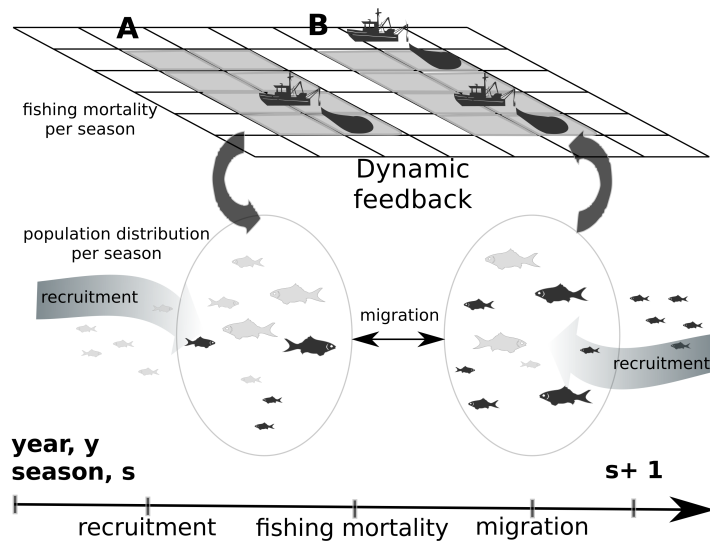 A
B
fishing mortality
per season
Dynamic
feedback
population distribution
per season
recruitment
migration
recruitment
year, y
season, s
s+ 1
recruitment
fishing mortality
migration